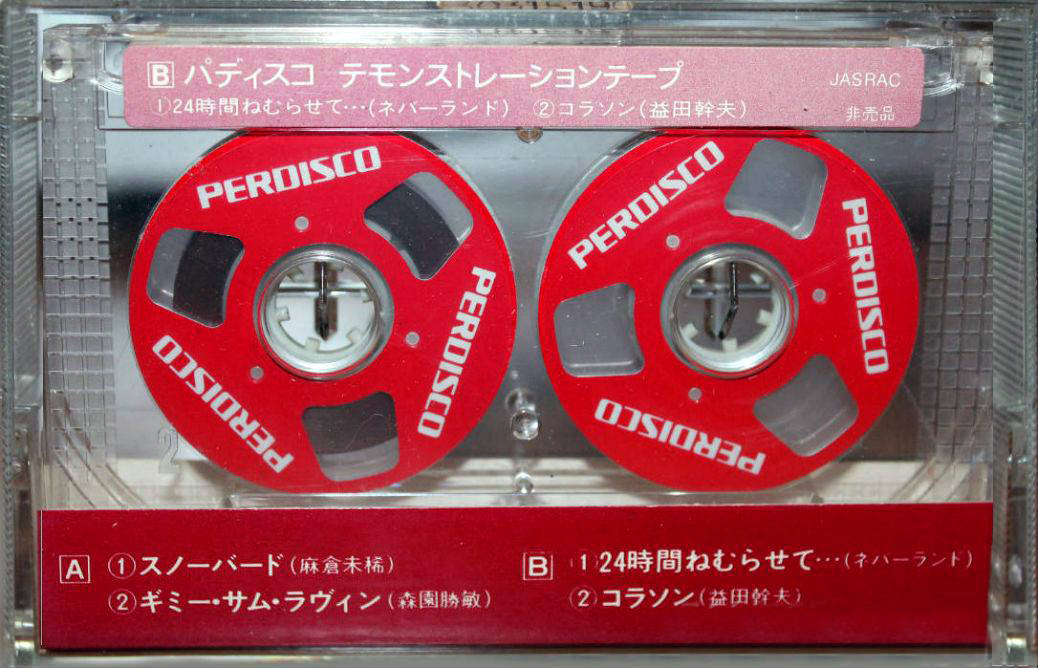 B パディスコ テモンストレーションテープ JASRAC
①24時間ねむらせて…(ネバーランド) ②コラソン(益田幹夫) 非売品
PERDISCO
PERDISCO
PERDISCO
PERDISCO
PERDISCO
PERDISCO
2
A ①スノーバード(麻倉未稀)
②ギミー・サム・ラヴィン(森園勝敏)
B ①24時間ねむらせて…(ネバーランド)
②コラソン(益田幹夫)